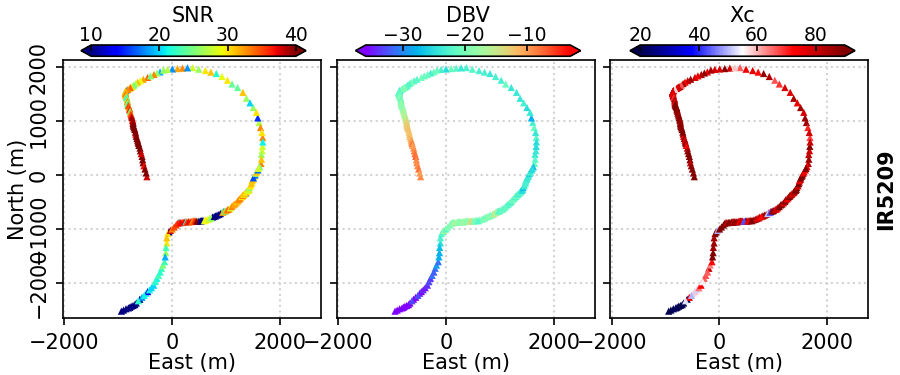 SNR
DBV
Xc
10 20 30 40
−30 −20 −10
20 40 60 80
2000
1000
0
−1000
−2000
North (m)
−2000 0 2000
−2000 0 2000
−2000 0 2000
East (m)
East (m)
East (m)
IR5209